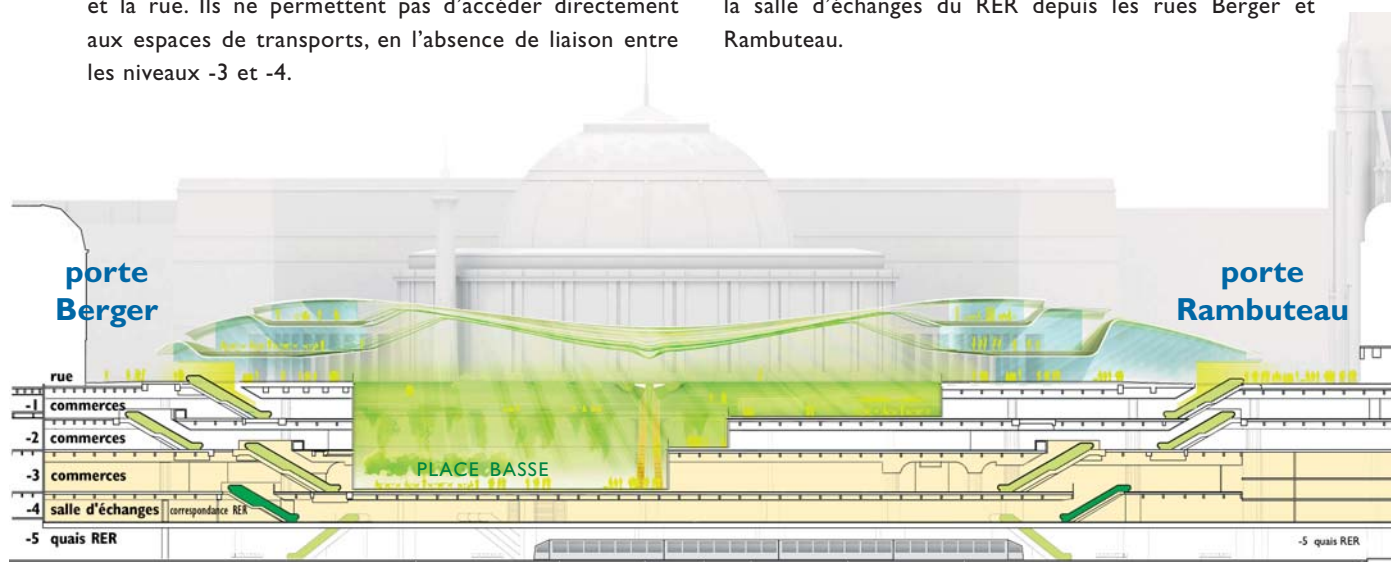 et la rue. Ils ne permettent pas d’accéder directement
aux espaces de transports, en l’absence de liaison entre
les niveaux -3 et -4.
la salle d’échanges du RER depuis les rues Berger et
Rambuteau.
porte
Berger
porte
Rambuteau
rue
-1 commerces
-2 commerces
PLACE BASSE
-3 commerces
-4 salle d'échanges correspondance RER
-5 quais RER
-5 quais RER